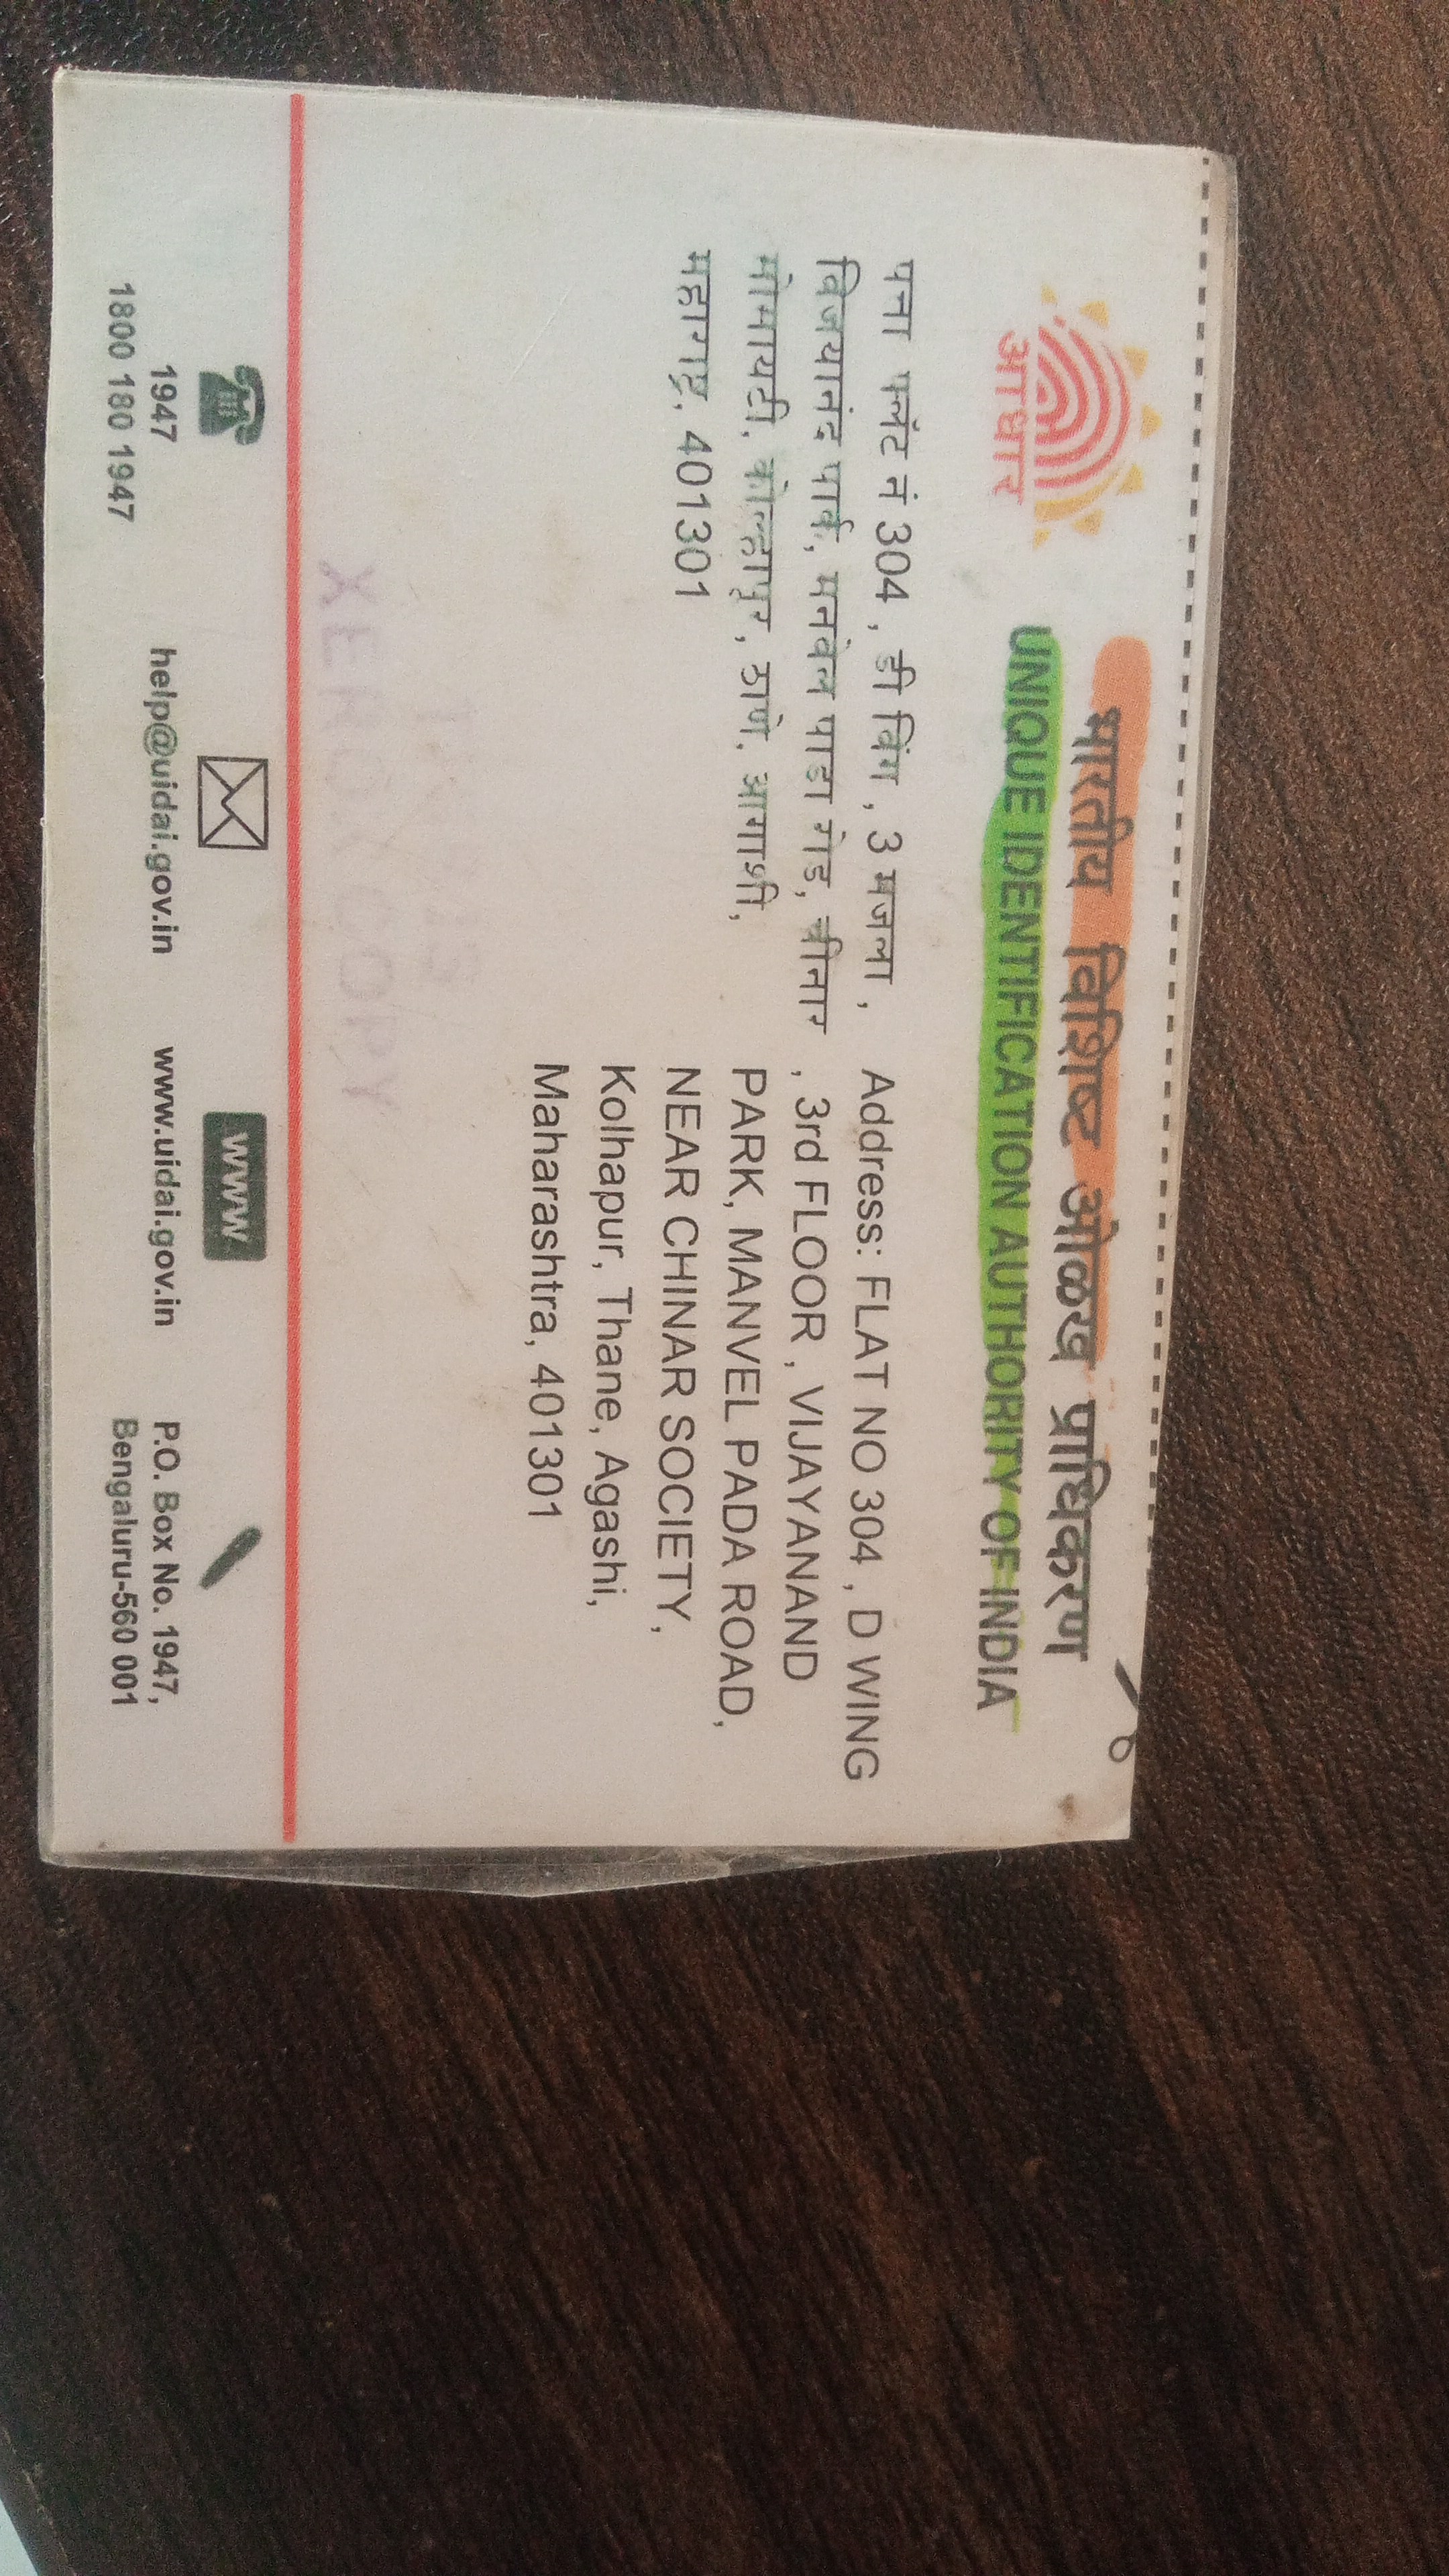 आधार
भारतीय विशिष्ट ओळख प्राधिकरण
UNIQUE IDENTIFICATION AUTHORITY OF INDIA
पत्ता फ्लॅट नं 304 , डी विंग , 3 मजला ,
विजयानंद पार्क, मनवेल पाडा रोड, चीनार
सोसायटी, कोल्हापूर, ठाणे, आगाशी,
महाराष्ट्र, 401301
Address: FLAT NO 304 , D WING
, 3rd FLOOR , VIJAYANAND
PARK, MANVEL PADA ROAD,
NEAR CHINAR SOCIETY,
Kolhapur, Thane, Agashi,
Maharashtra, 401301
XEROX COPY
1947
1800 180 1947
help@uidai.gov.in
www
www.uidai.gov.in
P.O. Box No. 1947,
Bengaluru-560 001